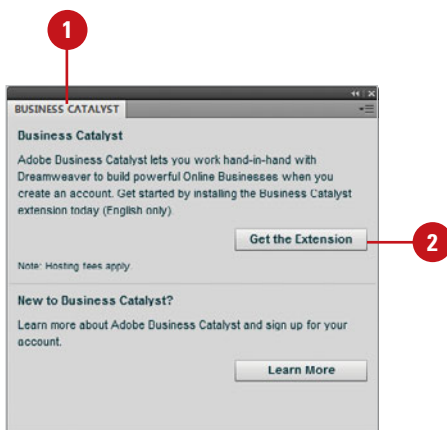 1
BUSINESS CATALYST
Business Catalyst
Adobe Business Catalyst lets you work hand-in-hand with
Dreamweaver to build powerful Online Businesses when you
create an account. Get started by installing the Business Catalyst
extension today (English only)
Get the Extension
2
Note: Hosting fees apply.
New to Business Catalyst?
Learn more about Adobe Business Catalyst and sign up for your
account.
Learn More